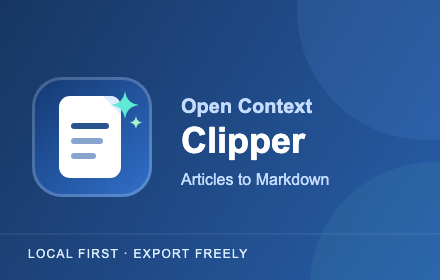 Open Context
Clipper
Articles to Markdown
LOCAL FIRST · EXPORT FREELY